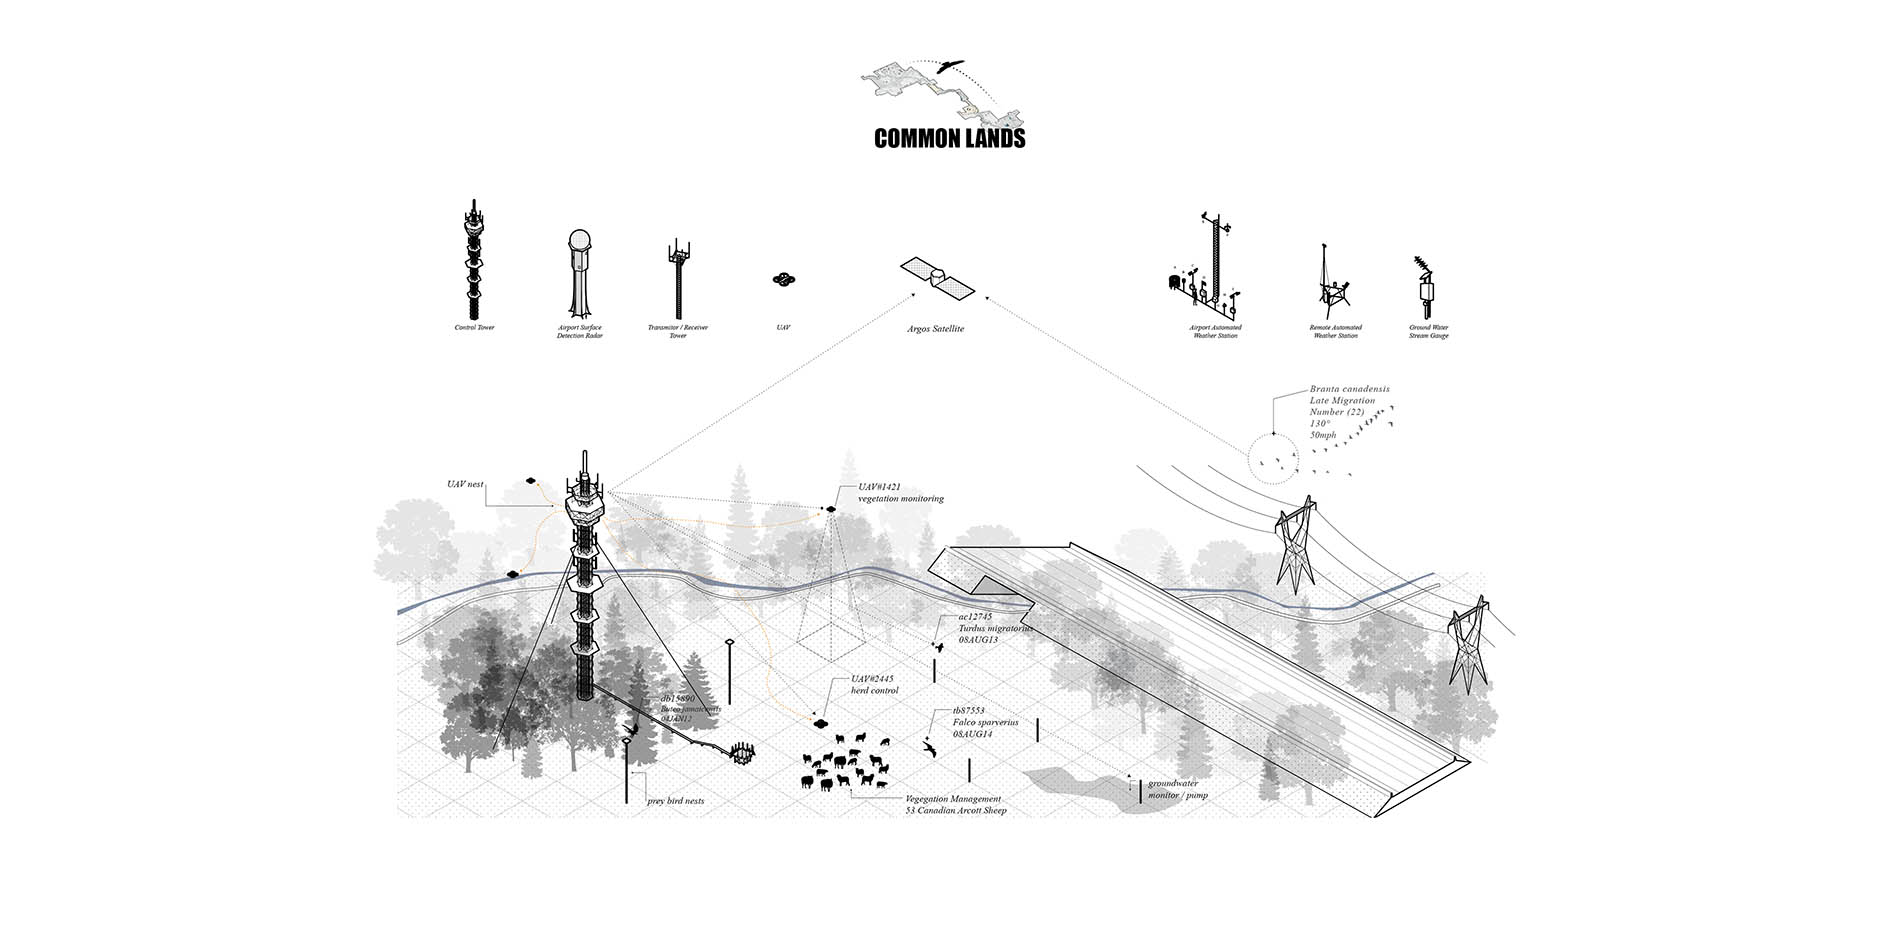 COMMON LANDS
Control Tower
Airport Surface
Detection Radar
Transmitor / Receiver
Tower
UAV
Argos Satellite
Airport Automated
Weather Station
Remote Automated
Weather Station
Ground Water
Stream Gauge
Branta canadensis
Late Migration
Number (22)
130°
50mph
UAV nest
UAV#1421
vegetation monitoring
ac12745
Turdus migratorius
08AUG13
UAV#2445
herd control
db15890
Buteo jamaicensis
04JAN12
tb87553
Falco sparverius
08AUG14
prey bird nests
Vegegation Management
53 Canadian Arcott Sheep
groundwater
monitor / pump